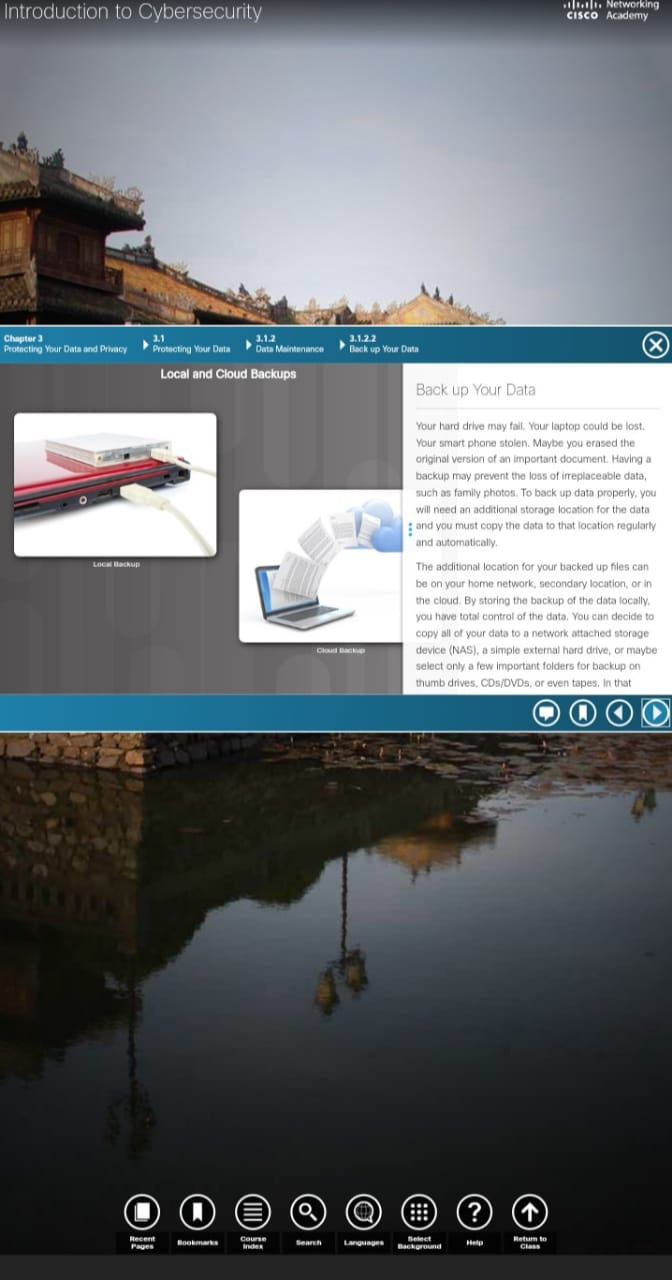 Introduction to Cybersecurity
Networking
CISCO Academy
Chapter 3
Protecting Your Data and Privacy
3.1
Protecting Your Data
3.1.2
Data Maintenance
3.1.2.2
Back up Your Data
Local and Cloud Backups
Local Backup
Cloud Backup
Back up Your Data
Your hard drive may fail. Your laptop could be lost.
Your smart phone stolen. Maybe you erased the
original version of an important document. Having a
backup may prevent the loss of irreplaceable data,
such as family photos. To back up data properly, you
will need an additional storage location for the data
and you must copy the data to that location regularly
and automatically.
The additional location for your backed up files can
be on your home network, secondary location, or in
the cloud. By storing the backup of the data locally,
you have total control of the data. You can decide to
copy all of your data to a network attached storage
device (NAS), a simple external hard drive, or maybe
select only a few important folders for backup on
thumb drives, CDs/DVDs, or even tapes. In that
Recent
Pages
Bookmarks
Course
Index
Search
Languages
Select
Background
Help
Return to
Class